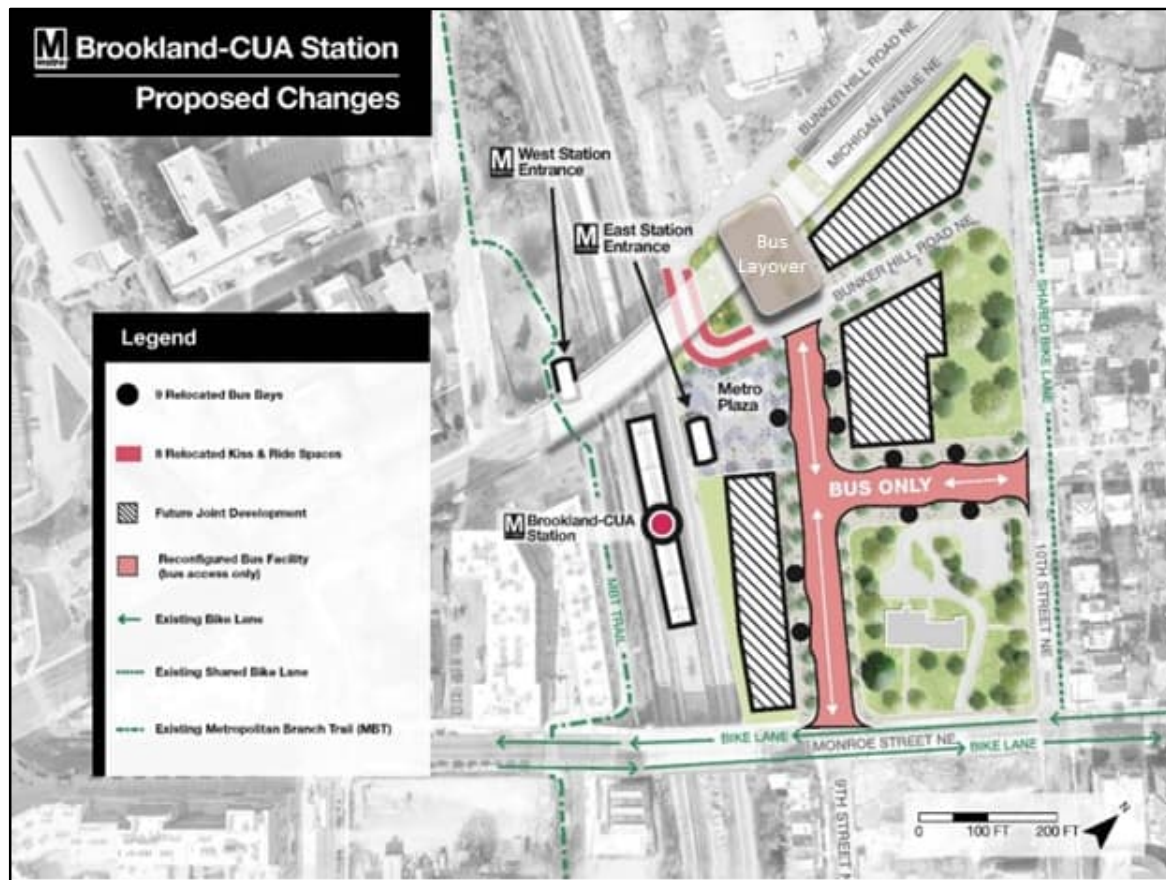 M
metro
Brookland-CUA Station
Proposed Changes
BUNKER HILL ROAD NE
MICHIGAN AVENUE NE
M
West Station
Entrance
M
East Station
Entrance
Bus
Layover
BUNKER HILL ROAD NE
SHARED BIKE LANE
Legend
9 Relocated Bus Bays
8 Relocated Kiss & Ride Spaces
Future Joint Development
Reconfigured Bus Facility
(bus access only)
Existing Bike Lane
Existing Shared Bike Lane
Existing Metropolitan Branch Trail (MBT)
Metro
Plaza
BUS ONLY
M
Brookland-CUA
Station
MBT TRAIL
10TH STREET NE
BIKE LANE
MONROE STREET NE
BIKE LANE
9TH STREET NE
N
0 100 FT 200 FT